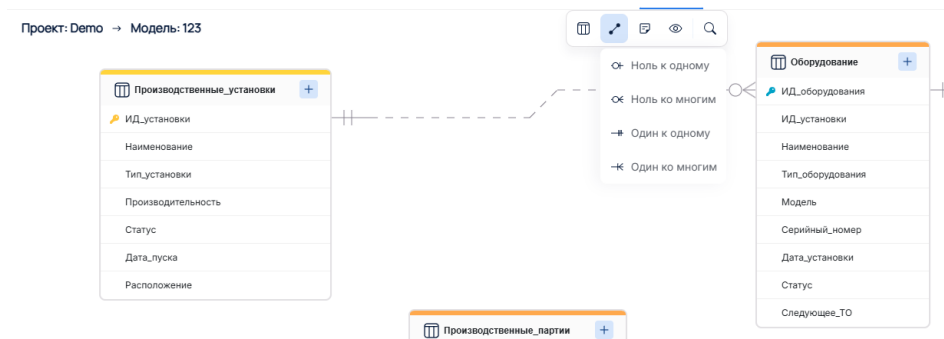 Проект: Demo → Модель: 123
Ноль к одному
Ноль ко многим
Один к одному
Один ко многим
Производственные_установки
ИД_установки
Наименование
Тип_установки
Производительность
Статус
Дата_пуска
Расположение
Оборудование
ИД_оборудования
ИД_установки
Наименование
Тип_оборудования
Модель
Серийный_номер
Дата_установки
Статус
Следующее_ТО
Производственные_партии